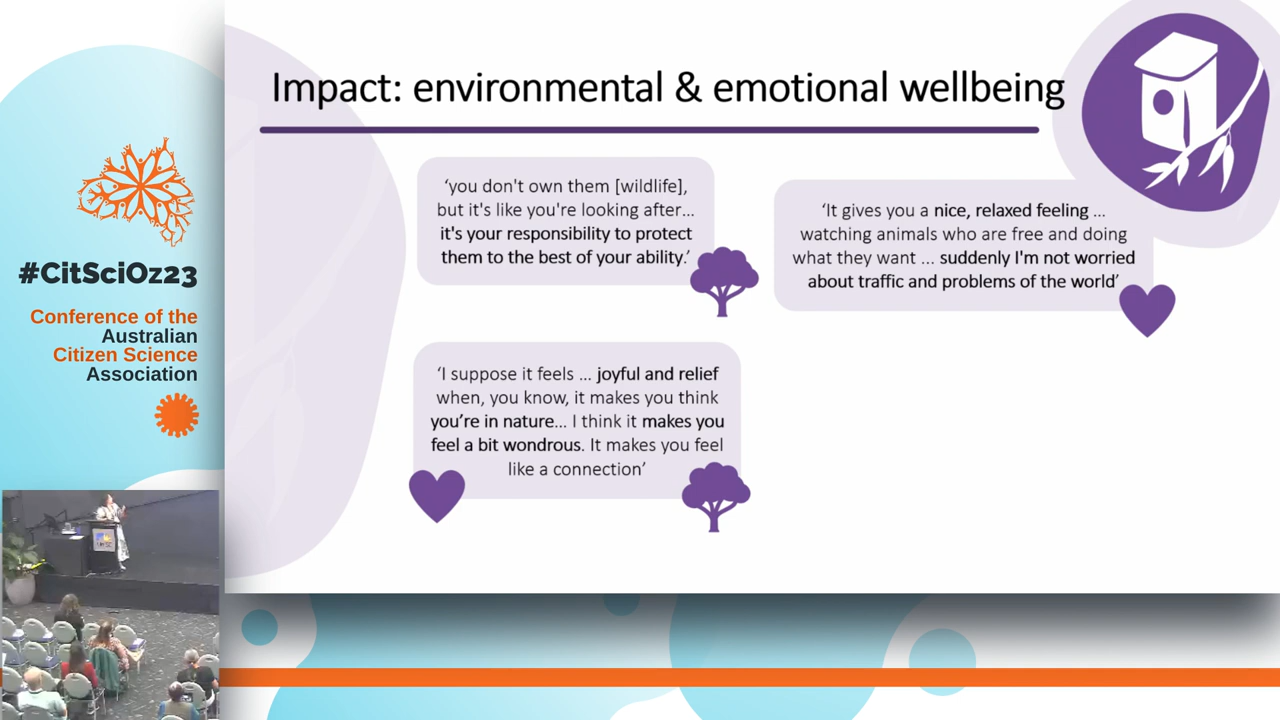 Impact: environmental & emotional wellbeing
‘you don't own them [wildlife],
but it's like you're looking after...
it's your responsibility to protect
them to the best of your ability.’
‘It gives you a nice, relaxed feeling ...
watching animals who are free and doing
what they want ... suddenly I'm not worried
about traffic and problems of the world’
‘I suppose it feels ... joyful and relief
when, you know, it makes you think
you’re in nature... I think it makes you
feel a bit wondrous. It makes you feel
like a connection’
#CitSciOz23
Conference of the
Australian
Citizen Science
Association